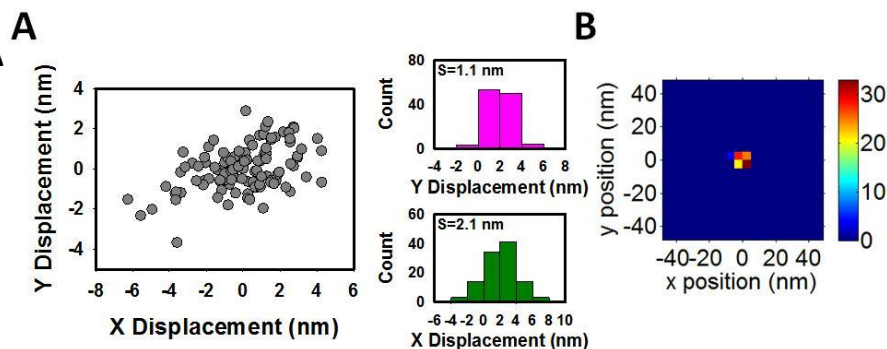 A
B
A
Y Displacement (nm)
4
2
0
-2
-4
-8 -6 -4 -2 0 2 4 6
X Displacement (nm)
Count
80
40
0
S=1.1 nm
-4 -2 0 2 4 6 8
Y Displacement (nm)
Count
60
40
20
0
S=2.1 nm
-6 -4 -2 0 2 4 6 8 10
X Displacement (nm)
y position (nm)
40
20
0
-20
-40
-40 -20 0 20 40
x position (nm)
30
20
10
0